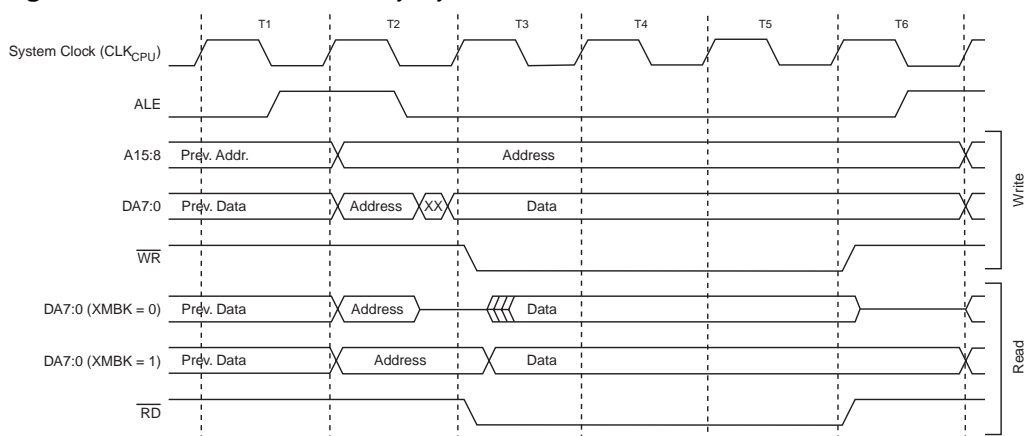 T1 T2 T3 T4 T5 T6
System Clock (CLKCPU)
ALE
A15:8 Prev. Addr. Address
DA7:0 Prev. Data Address XX Data
WR
Write
DA7:0 (XMBK = 0) Prev. Data Address Data
DA7:0 (XMBK = 1) Prev. Data Address Data
RD
Read